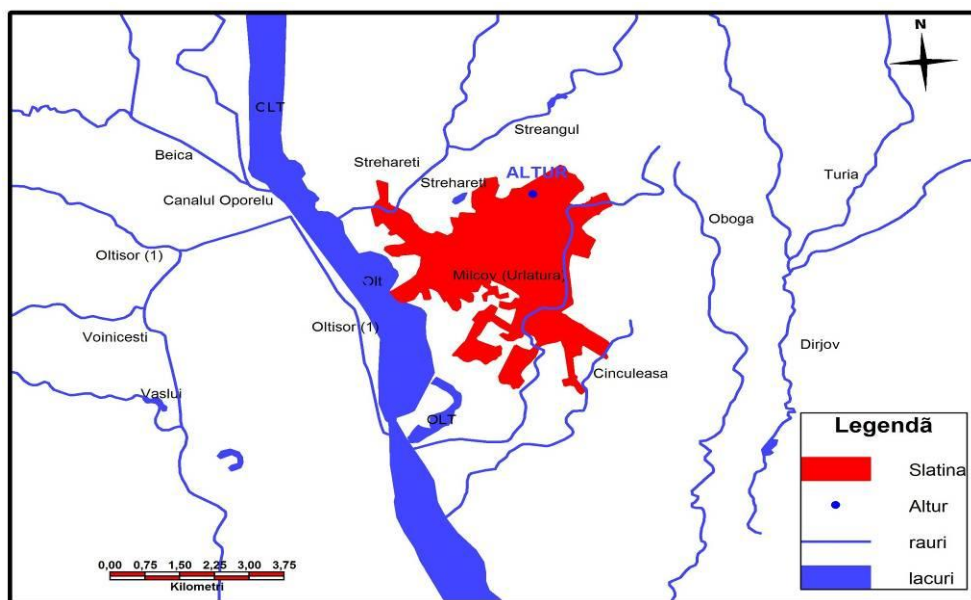 N
OLT
Streangul
Beica
Strehareti
Strehareti
ALTUR
Turia
Canalul Oporelu
Oboga
Oltisor (1)
Olt
Milcov (Urlatura)
Oltisor (1)
Voinicesti
Dirjov
Cinculeasa
Vaslui
OLT
Legendã
Slatina
Altur
rauri
lacuri
0,00 0,75 1,50 2,25 3,00 3,75
Kilometri